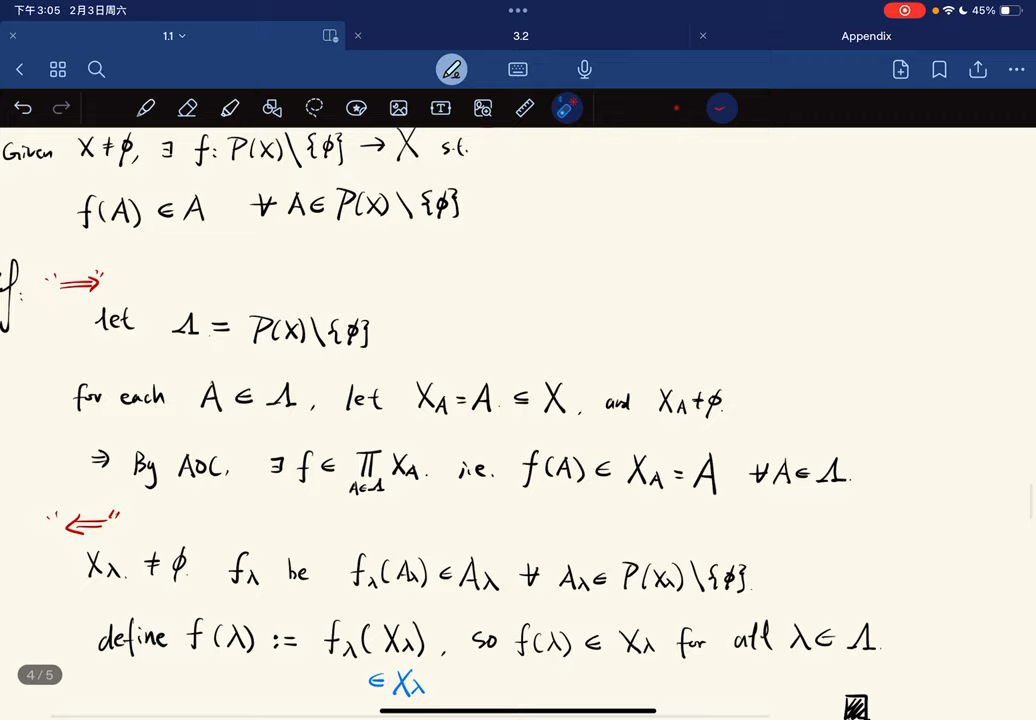 下午3:05 2月3日周六
45%
1.1
3.2
Appendix
Given X ≠ ϕ, ∃ f: P(X)\{ϕ} → X s.t.
f(A) ∈ A ∀ A ∈ P(X)\{ϕ}
"⇒"
let Λ = P(X)\{ϕ}
for each A ∈ Λ, let X_A = A ⊆ X, and X_A ≠ ϕ.
⇒ By AOC, ∃ f ∈ ∏_{A∈Λ} X_A. i.e. f(A) ∈ X_A = A ∀A ∈ Λ.
"⇐"
X_λ ≠ ϕ. f_λ be f_λ(A_λ) ∈ A_λ ∀ A_λ ∈ P(X_λ)\{ϕ}.
define f(λ) := f_λ(X_λ), so f(λ) ∈ X_λ for all λ ∈ Λ.
∈ X_λ
4 / 5